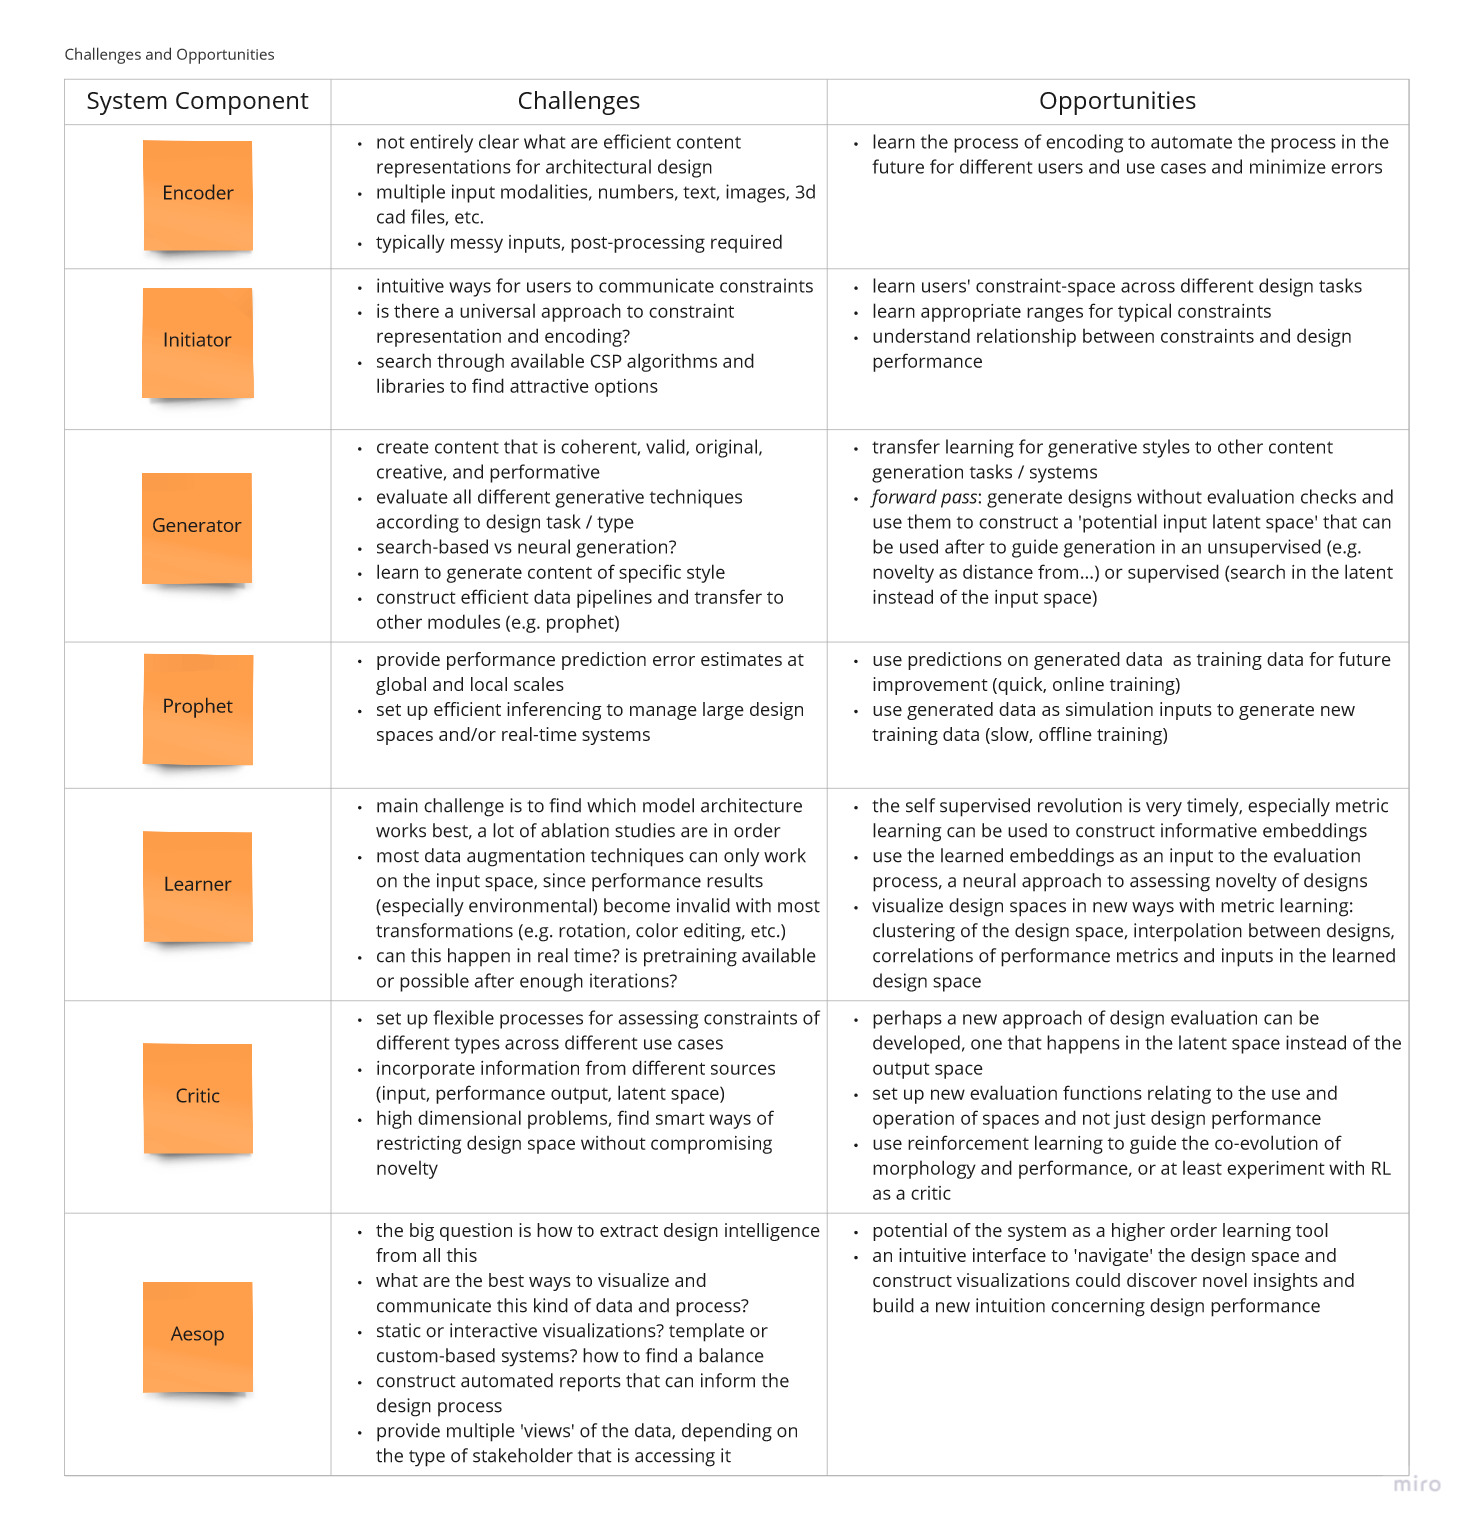 Challenges and Opportunities
System Component
Challenges
Opportunities
Encoder
• not entirely clear what are efficient content
representations for architectural design
• multiple input modalities, numbers, text, images, 3d
cad files, etc.
• typically messy inputs, post-processing required
• learn the process of encoding to automate the process in the
future for different users and use cases and minimize errors
Initiator
• intuitive ways for users to communicate constraints
• is there a universal approach to constraint
representation and encoding?
• search through available CSP algorithms and
libraries to find attractive options
• learn users' constraint-space across different design tasks
• learn appropriate ranges for typical constraints
• understand relationship between constraints and design
performance
Generator
• create content that is coherent, valid, original,
creative, and performative
• evaluate all different generative techniques
according to design task / type
• search-based vs neural generation?
• learn to generate content of specific style
• construct efficient data pipelines and transfer to
other modules (e.g. prophet)
• transfer learning for generative styles to other content
generation tasks / systems
• forward pass: generate designs without evaluation checks and
use them to construct a 'potential input latent space' that can
be used after to guide generation in an unsupervised (e.g.
novelty as distance from...) or supervised (search in the latent
instead of the input space)
Prophet
• provide performance prediction error estimates at
global and local scales
• set up efficient inferencing to manage large design
spaces and/or real-time systems
• use predictions on generated data  as training data for future
improvement (quick, online training)
• use generated data as simulation inputs to generate new
training data (slow, offline training)
Learner
• main challenge is to find which model architecture
works best, a lot of ablation studies are in order
• most data augmentation techniques can only work
on the input space, since performance results
(especially environmental) become invalid with most
transformations (e.g. rotation, color editing, etc.)
• can this happen in real time? is pretraining available
or possible after enough iterations?
• the self supervised revolution is very timely, especially metric
learning can be used to construct informative embeddings
• use the learned embeddings as an input to the evaluation
process, a neural approach to assessing novelty of designs
• visualize design spaces in new ways with metric learning:
clustering of the design space, interpolation between designs,
correlations of performance metrics and inputs in the learned
design space
Critic
• set up flexible processes for assessing constraints of
different types across different use cases
• incorporate information from different sources
(input, performance output, latent space)
• high dimensional problems, find smart ways of
restricting design space without compromising
novelty
• perhaps a new approach of design evaluation can be
developed, one that happens in the latent space instead of the
output space
• set up new evaluation functions relating to the use and
operation of spaces and not just design performance
• use reinforcement learning to guide the co-evolution of
morphology and performance, or at least experiment with RL
as a critic
Aesop
• the big question is how to extract design intelligence
from all this
• what are the best ways to visualize and
communicate this kind of data and process?
• static or interactive visualizations? template or
custom-based systems? how to find a balance
• construct automated reports that can inform the
design process
• provide multiple 'views' of the data, depending on
the type of stakeholder that is accessing it
• potential of the system as a higher order learning tool
• an intuitive interface to 'navigate' the design space and
construct visualizations could discover novel insights and
build a new intuition concerning design performance
miro